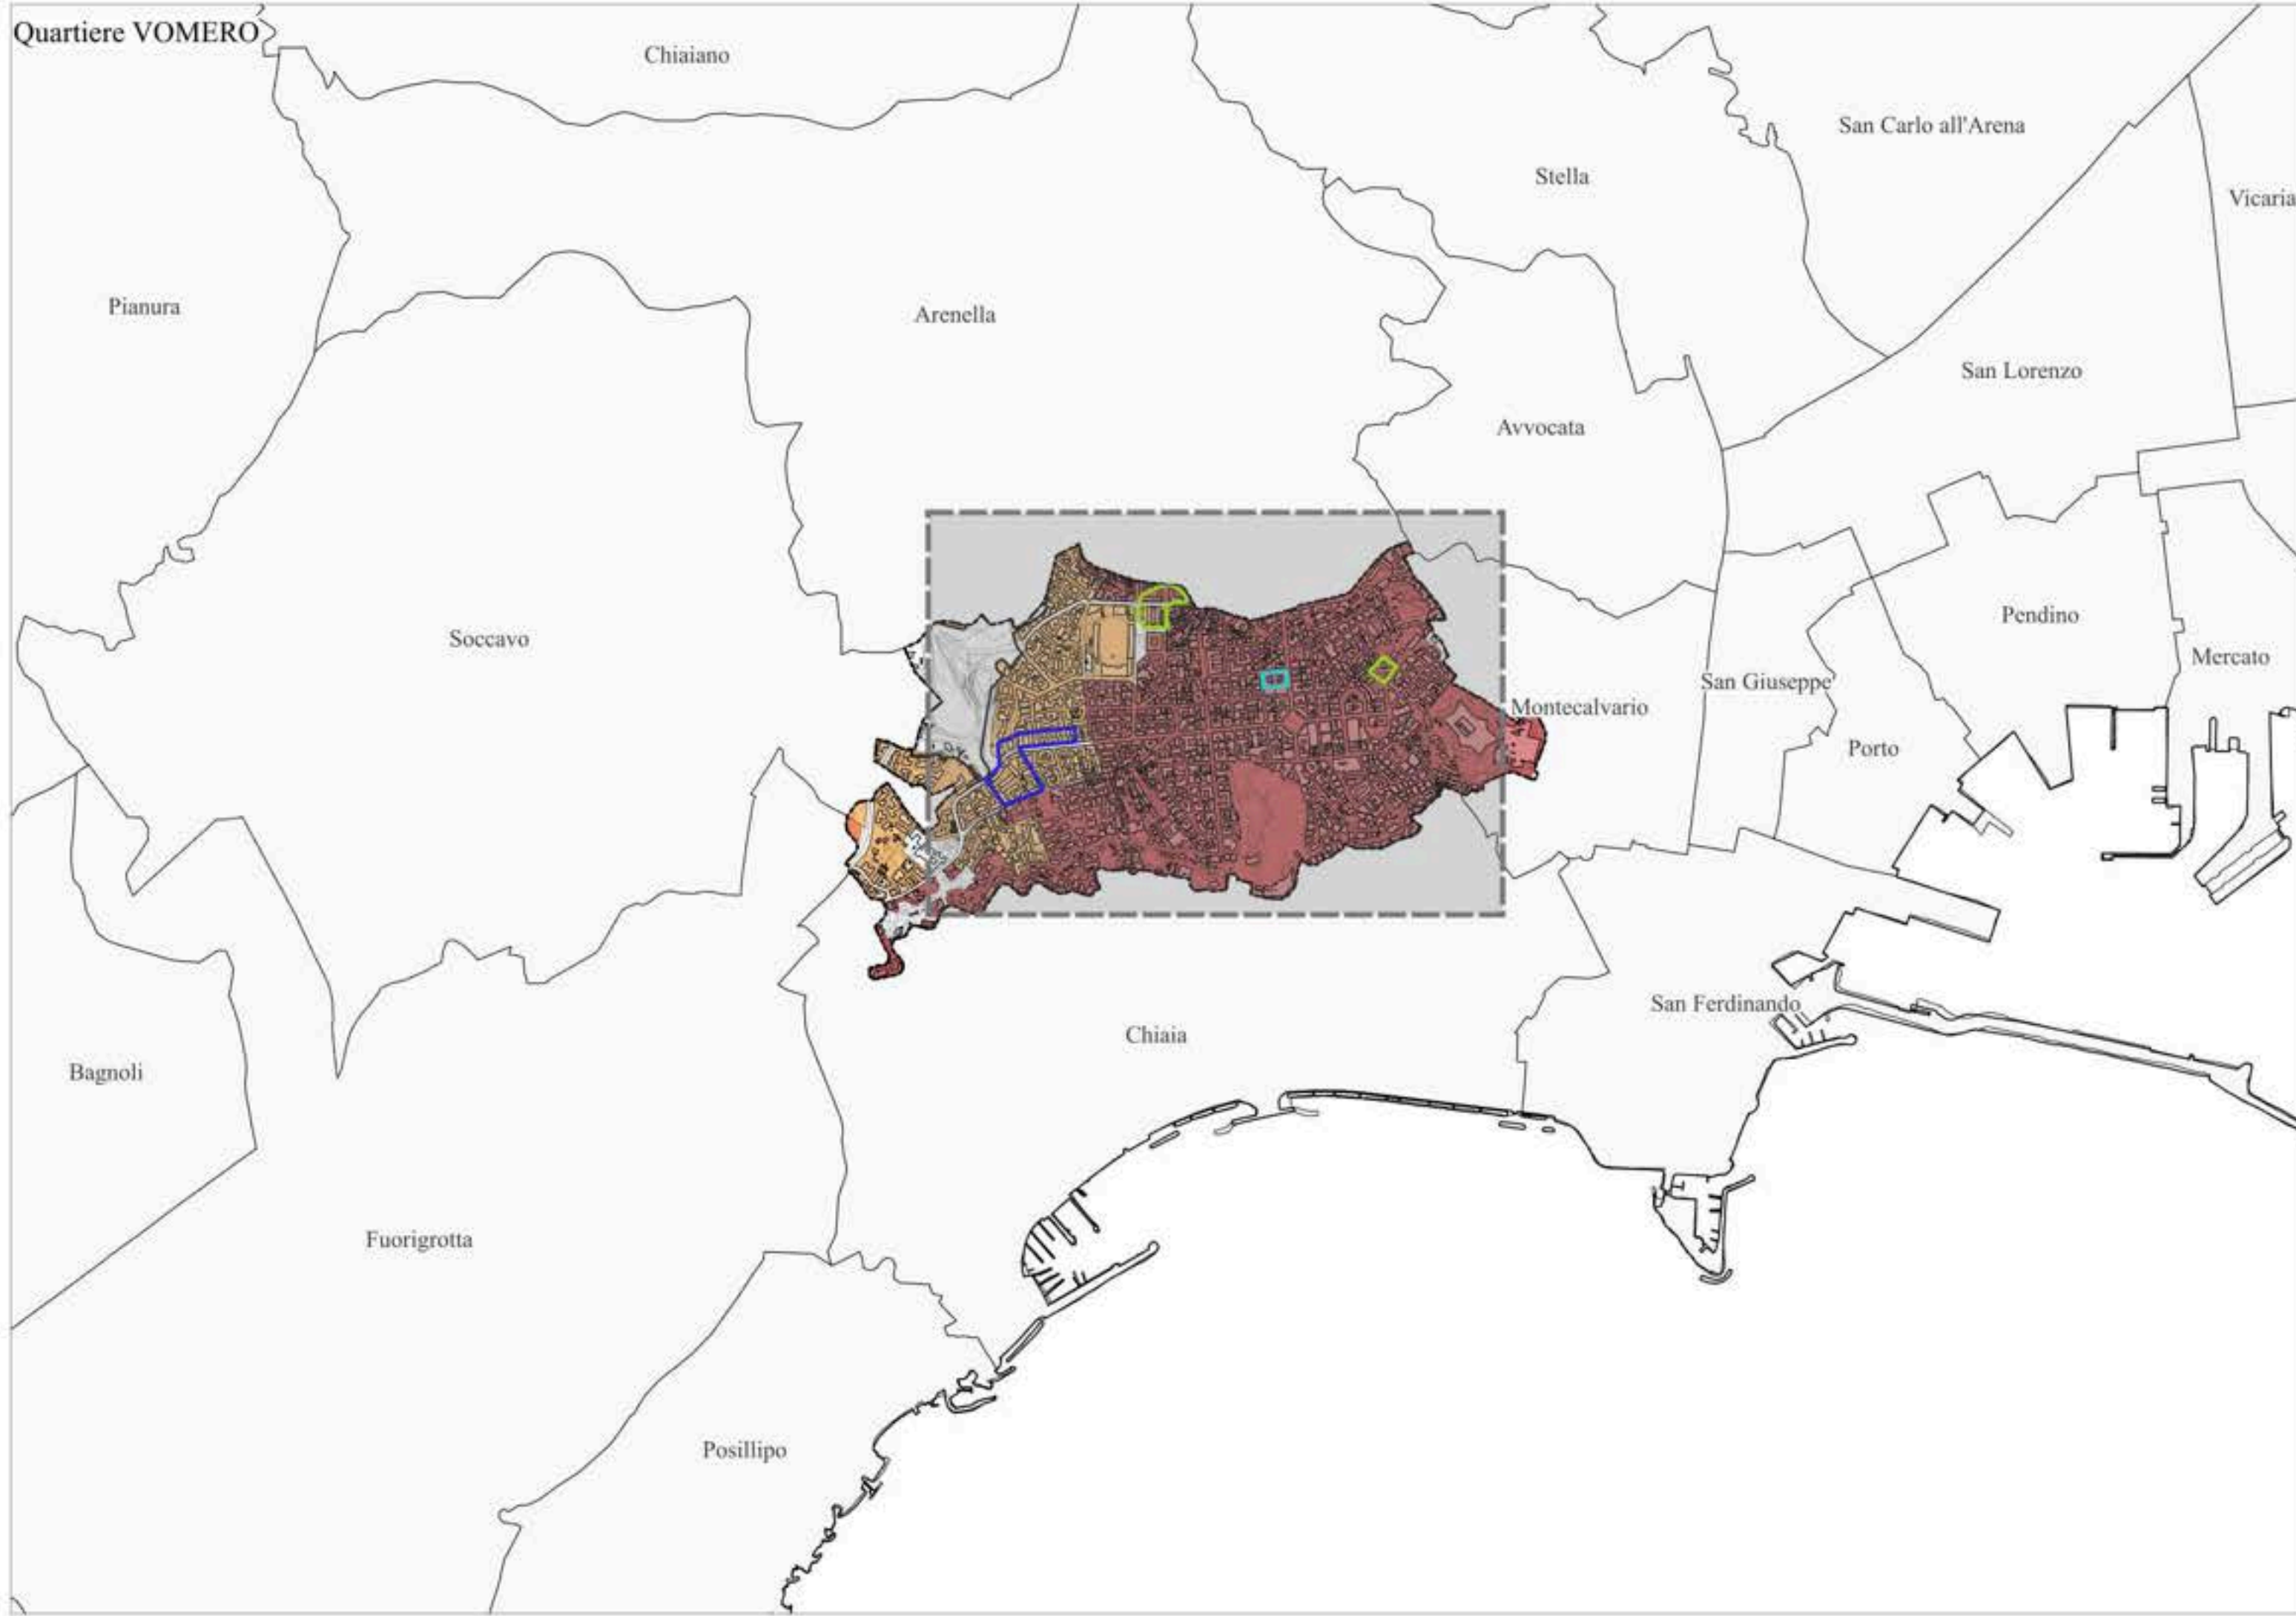 Quartiere VOMERO
Chiaiano
San Carlo all'Arena
Stella
Vicaria
Pianura
Arenella
San Lorenzo
Avvocata
Soccavo
Pendino
Mercato
San Giuseppe
Montecalvario
Porto
San Ferdinando
Chiaia
Bagnoli
Fuorigrotta
Posillipo